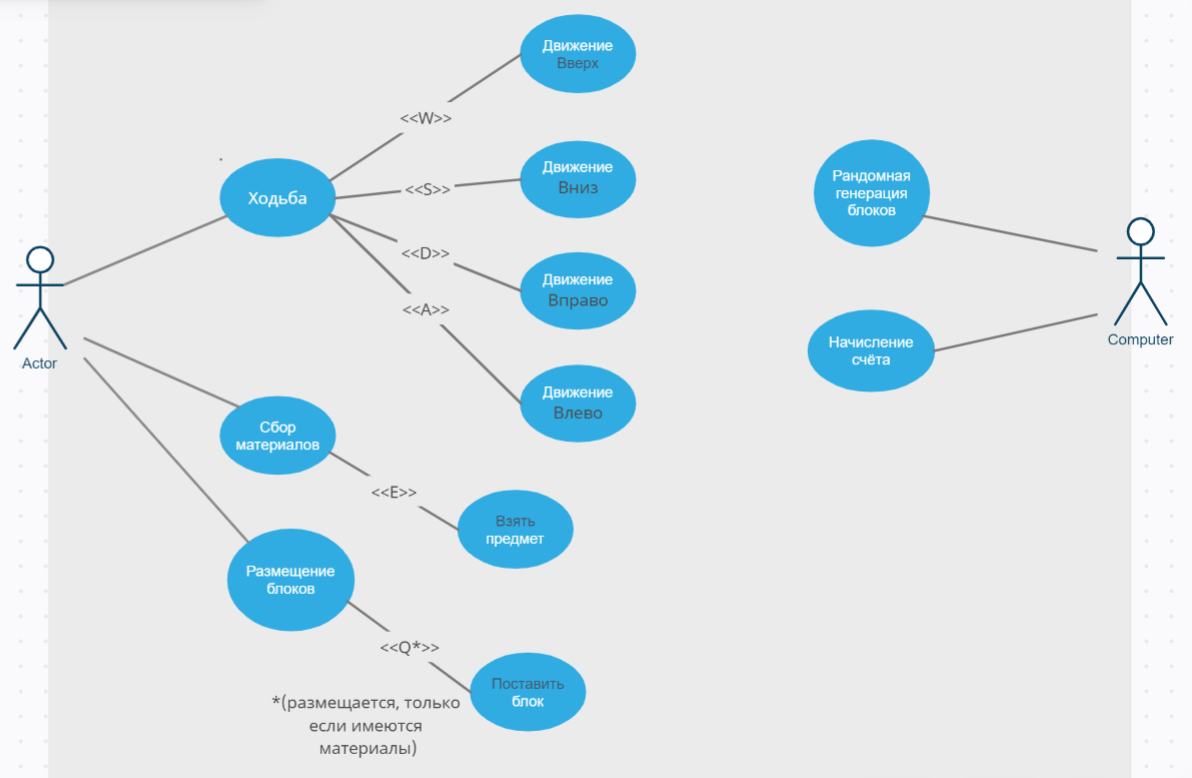 Движение
Вверх
<<W>>
Движение
Вниз
<<S>>
Ходьба
<<D>>
Движение
Вправо
<<A>>
Движение
Влево
Actor
Сбор
материалов
<<E>>
Взять
предмет
Размещение
блоков
<<Q*>>
Поставить
блок
*(размещается, только
если имеются
материалы)
Рандомная
генерация
блоков
Начисление
счёта
Computer